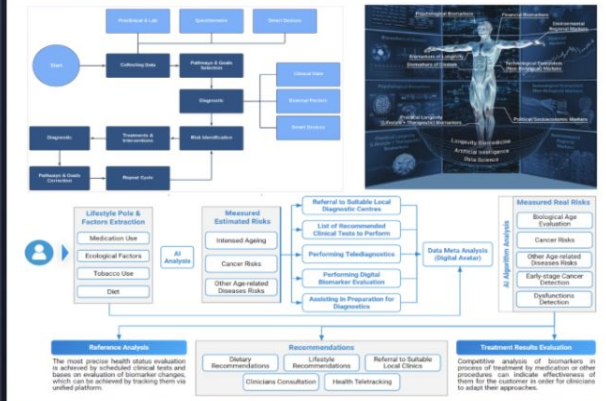 Questionnaires
Smart Devices
Start
Collecting Data
Pathways & Goals
Selection
Diagnostic
External Factors
Smart Devices
Diagnostic
Treatments &
Interventions
Risk Identification
Pathways & Goals
Correction
Repeat Cycle
Psychological Biomarkers
Financial Biomarkers
Environmental
Regional Markers
Biomarkers of Longevity
Political/Socioeconomic Markers
Longevity Biomedicine
Artificial Intelligence
Data Science
Lifestyle Pole &
Factors Extraction
Medication Use
Ecological Factors
Tobacco Use
Diet
AI
Analysis
Measured
Estimated Risks
Intensed Ageing
Cancer Risks
Other Age-related
Diseases Risks
Referral to Suitable Local
Diagnostic Centres
List of Recommended
Clinical Tests to Perform
Performing Telediagnostics
Performing Digital
Biomarker Evaluation
Assisting in Preparation for
Diagnostics
Data Meta Analysis
(Digital Avatar)
AI Algorithm Analysis
Measured Real Risks
Biological Age
Evaluation
Cancer Risks
Other Age-related
Diseases Risks
Early-stage Cancer
Detection
Dysfunctions
Detection
Reference Analysis
The most precise health status evaluation
is achieved by scheduled clinical tests and
bases on evaluation of biomarker changes,
which can be achieved by tracking them via
unified platform.
Recommendations
Dietary
Recommendations
Lifestyle
Recommendations
Referral to Suitable
Local Clinics
Clinicians Consultation
Health Teletracking
Treatment Results Evaluation
Competitive analysis of biomarkers in
process of treatment by medication or other
procedures can indicate effectiveness of
them for the customer in order for clinicians
to adapt their approaches.